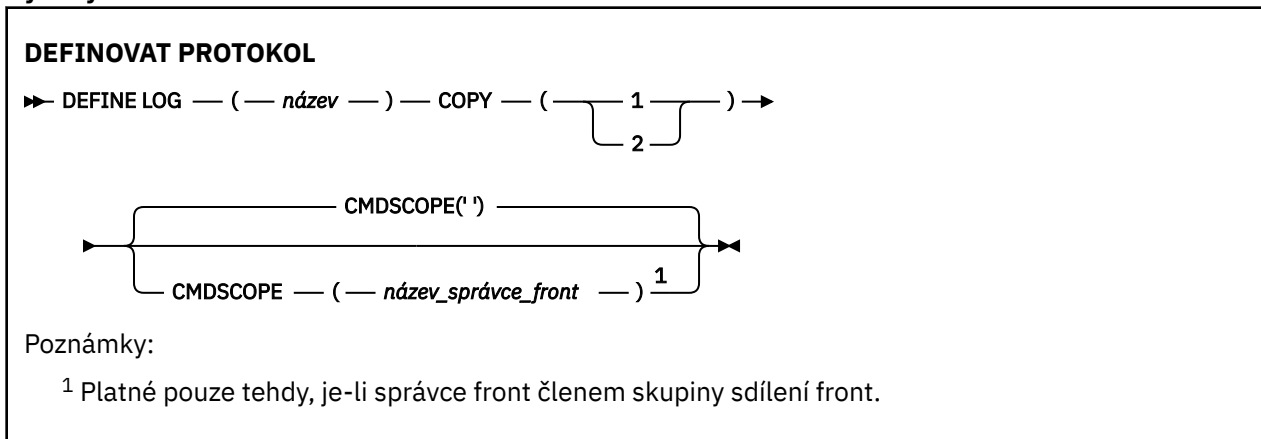 DEFINOVAT PROTOKOL
DEFINE LOG ( název ) COPY ( 1 )
2
CMDSCOPE(' ')
CMDSCOPE ( název_správce_front ) 1
Poznámky:
1 Platné pouze tehdy, je-li správce front členem skupiny sdílení front.